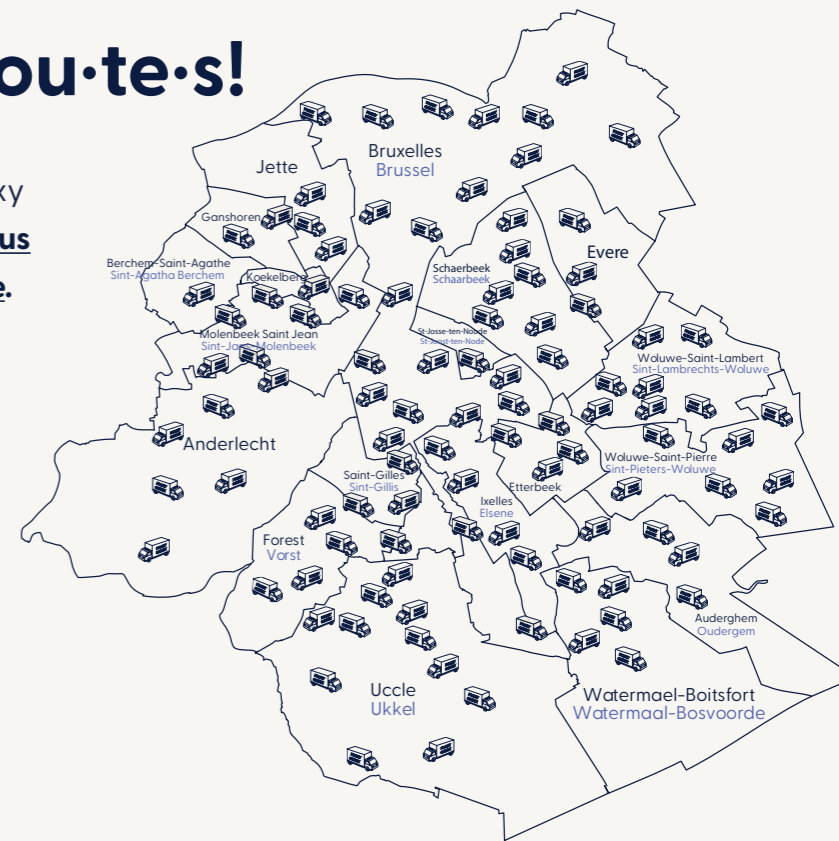 ou·te·s!
xy
us
e.
Jette
Bruxelles
Brussel
Ganshoren
Evere
Berchem-Saint-Agathe
Sint-Agatha Berchem
Koekelberg
Schaerbeek
Schaarbeek
Molenbeek Saint Jean
Sint-Jans-Molenbeek
St-Josse-ten-Noode
St-Joost-ten-Node
Woluwe-Saint-Lambert
Sint-Lambrechts-Woluwe
Anderlecht
Woluwe-Saint-Pierre
Sint-Pieters-Woluwe
Saint-Gilles
Sint-Gillis
Etterbeek
Ixelles
Elsene
Forest
Vorst
Auderghem
Oudergem
Uccle
Ukkel
Watermael-Boitsfort
Watermaal-Bosvoorde